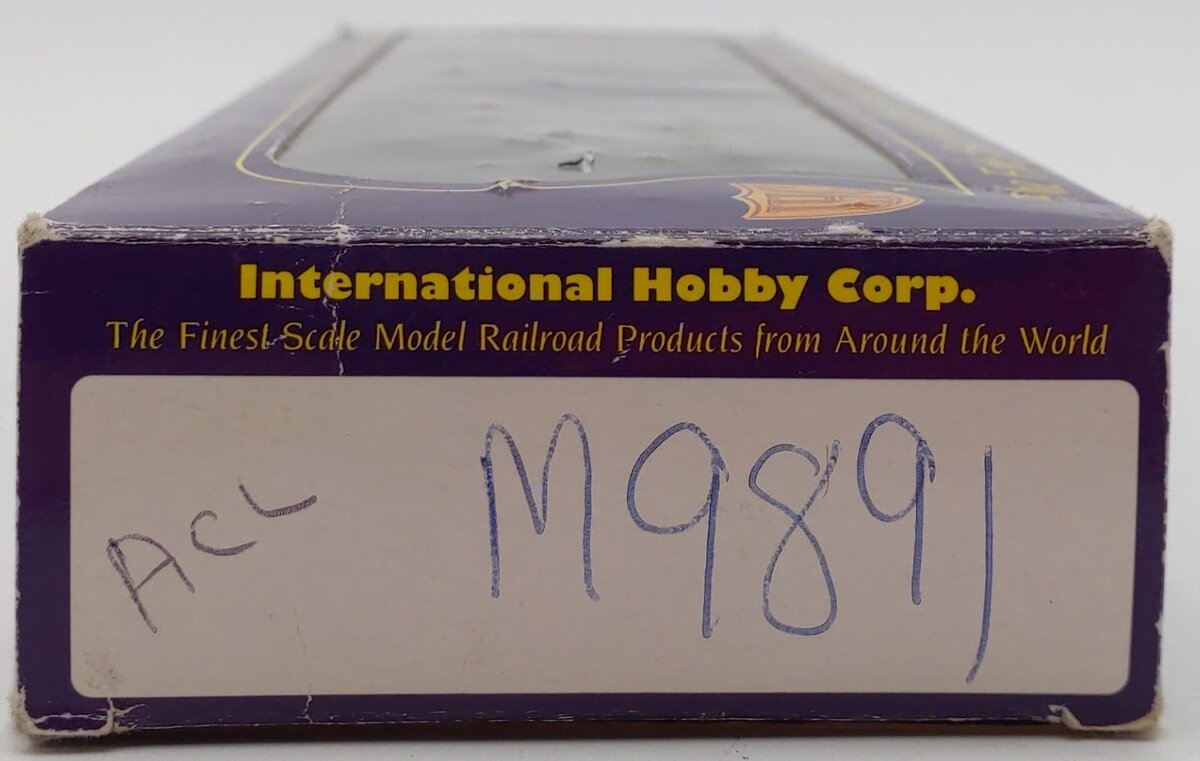 International Hobby Corp.
The Finest Scale Model Railroad Products from Around the World
ACL
M9891